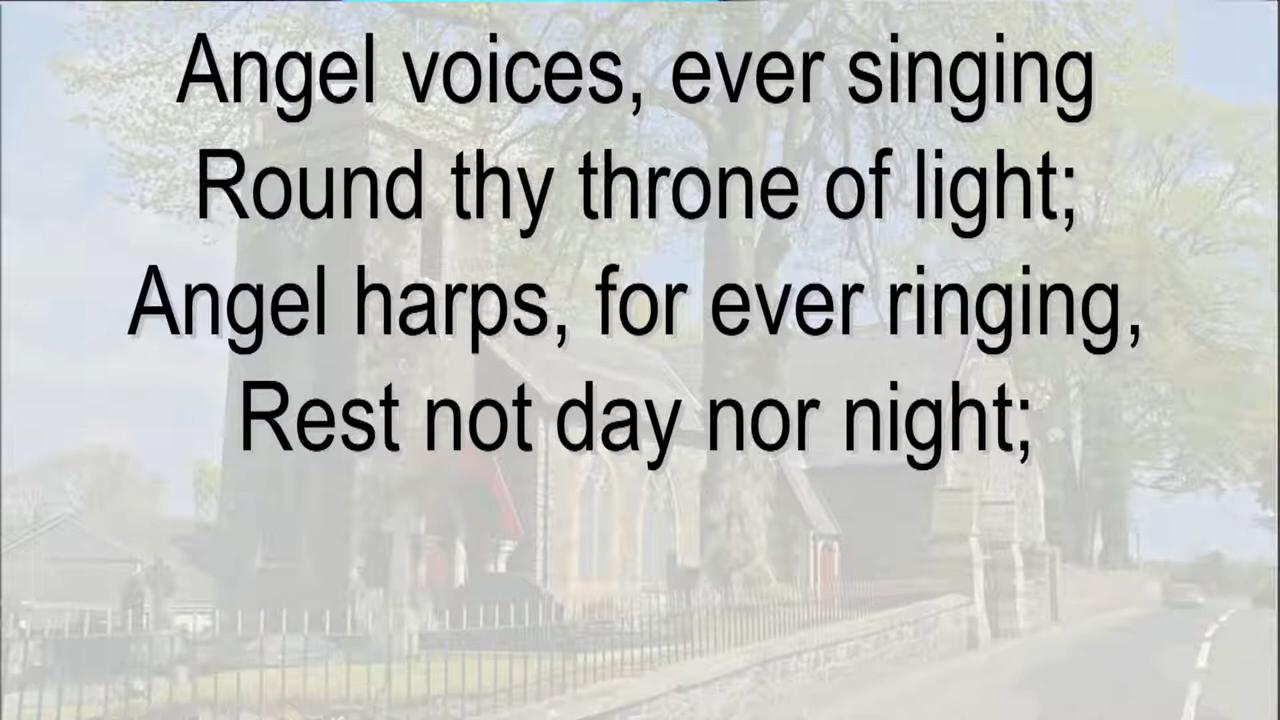 Angel voices, ever singing
Round thy throne of light;
Angel harps, for ever ringing,
Rest not day nor night;